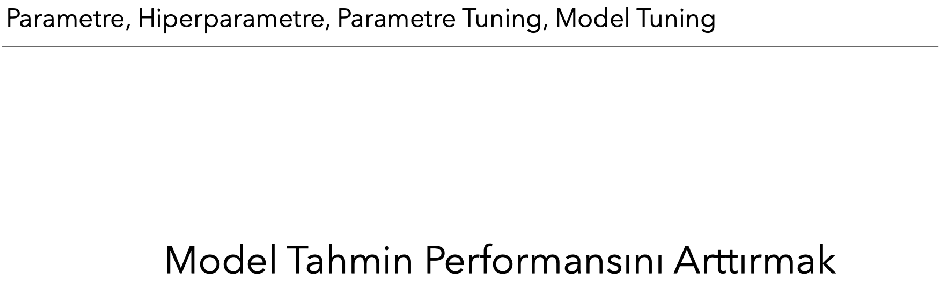 Parametre, Hiperparametre, Parametre Tuning, Model Tuning
Model Tahmin Performansını Arttırmak